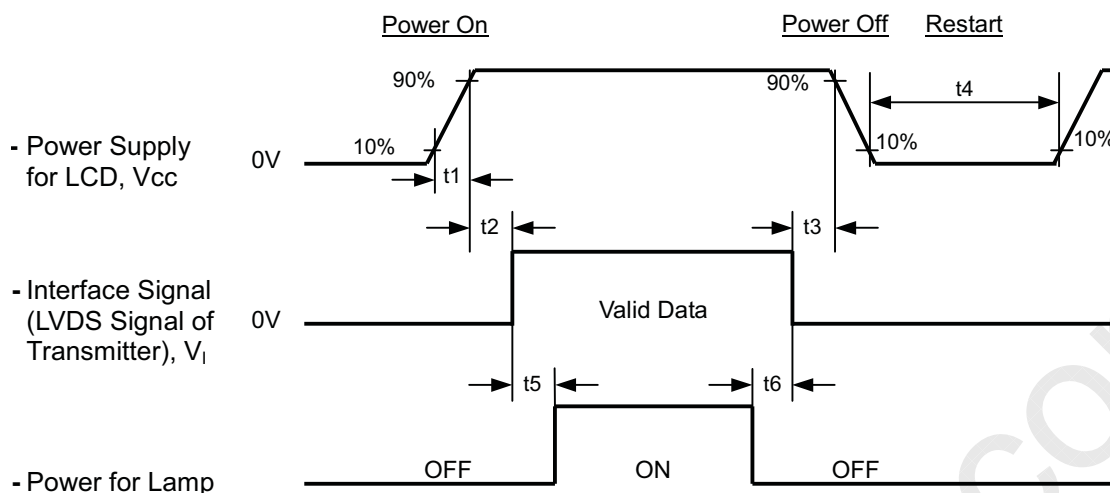 Power On Power Off Restart
90% 90% t4
10% 10% 10%
- Power Supply
for LCD, Vcc
0V
t1
t2 t3
- Interface Signal
(LVDS Signal of
Transmitter), VI
0V
Valid Data
t5 t6
OFF ON OFF
- Power for Lamp